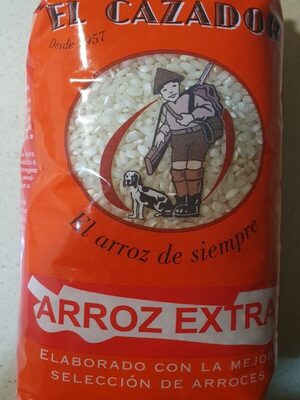 EL CAZADOR
Desde 1957
El arroz de siempre
ARROZ EXTRA
ELABORADO CON LA MEJOR
SELECCIÓN DE ARROCES